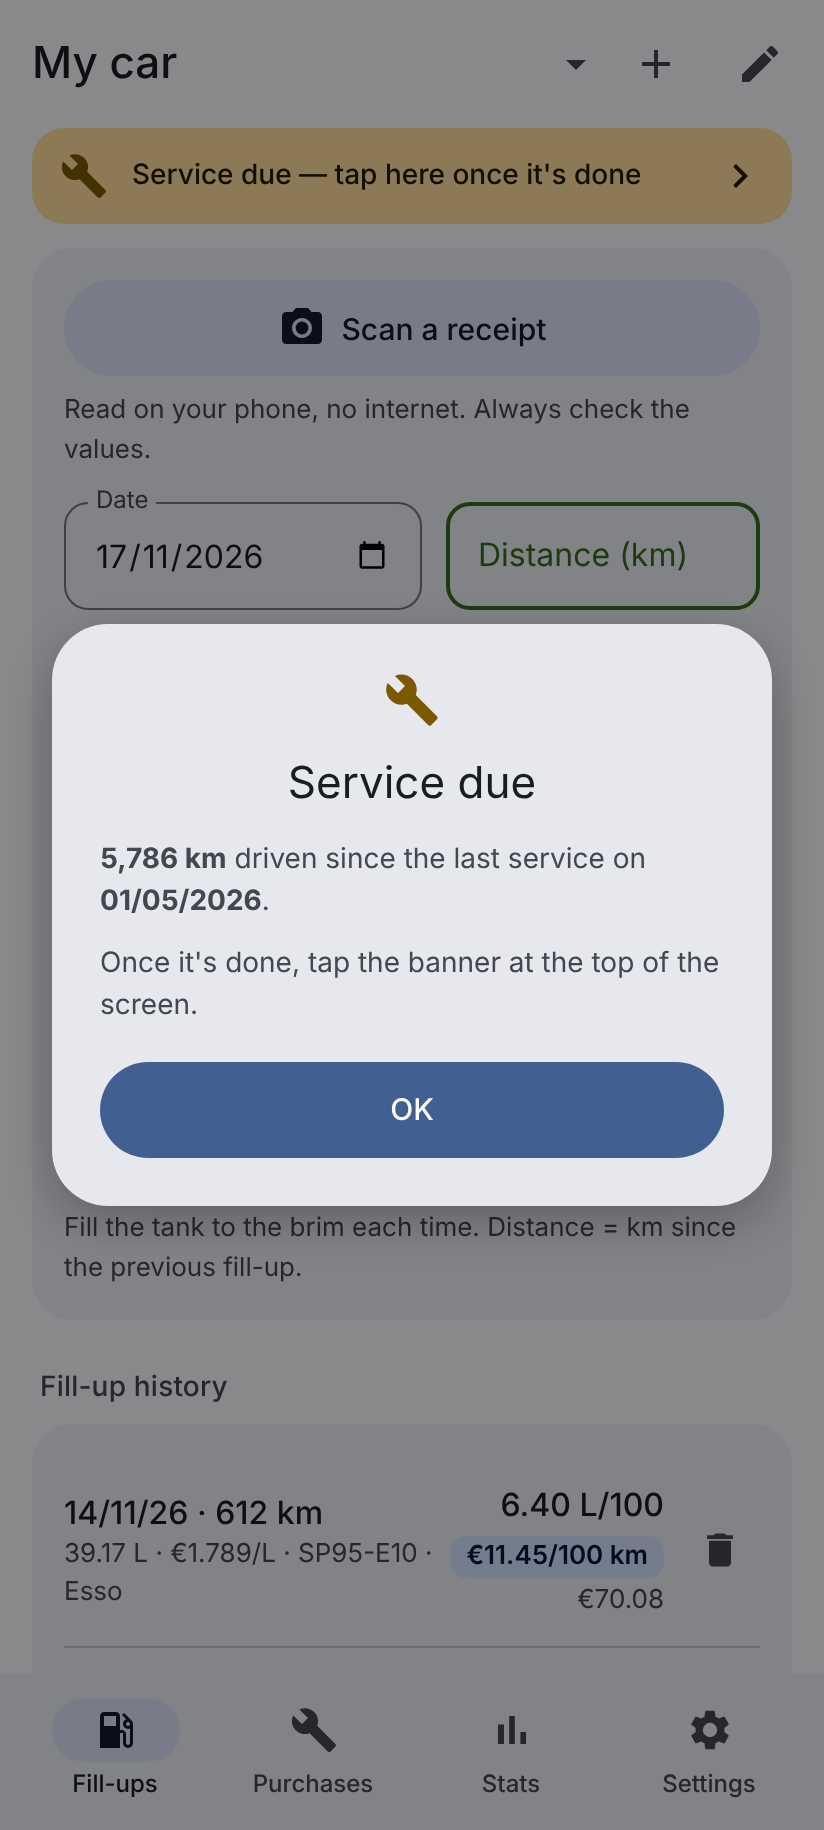 My car
Service due — tap here once it's done
Scan a receipt
Read on your phone, no internet. Always check the
values.
Date
17/11/2026
Distance (km)
Service due
5,786 km driven since the last service on
01/05/2026.
Once it's done, tap the banner at the top of the
screen.
OK
Fill the tank to the brim each time. Distance = km since
the previous fill-up.
Fill-up history
14/11/26 · 612 km
39.17 L · €1.789/L · SP95-E10 ·
Esso
6.40 L/100
€11.45/100 km
€70.08
Fill-ups
Purchases
Stats
Settings